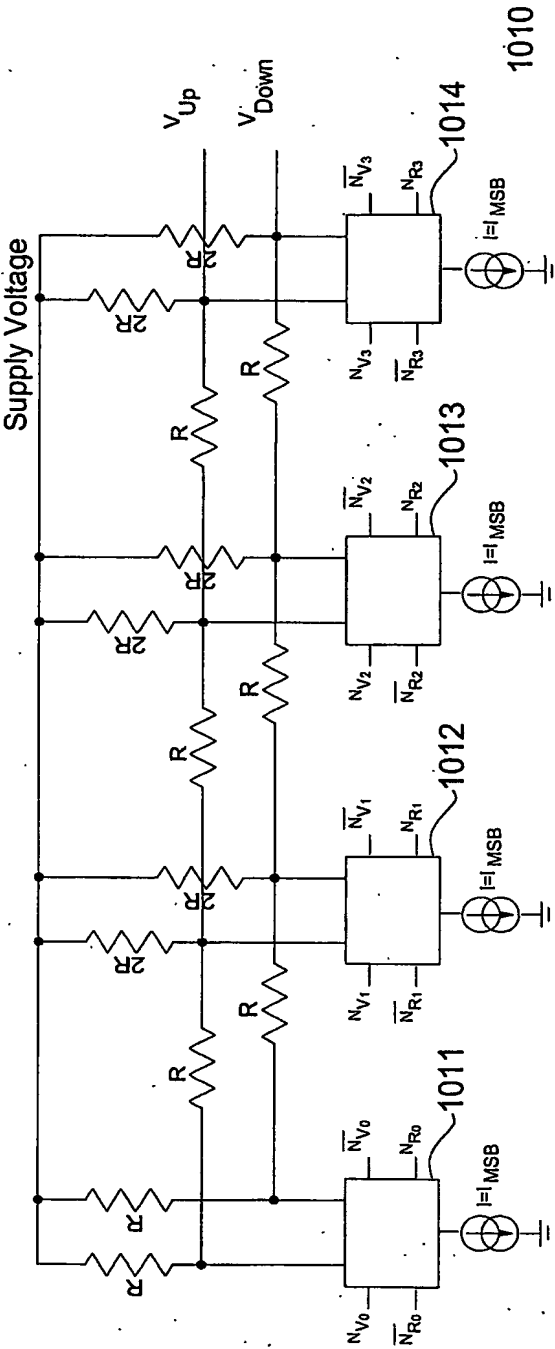 Supply Voltage
R R 2R 2R 2R 2R 2R 2R
V_Up
R R R
V_Down
R R R
N_V0 N̅_V0 N_V1 N̅_V1 N_V2 N̅_V2 N_V3 N̅_V3
N̅_R0 N_R0 N̅_R1 N_R1 N̅_R2 N_R2 N̅_R3 N_R3
1011 1012 1013 1014
I=I_MSB I=I_MSB I=I_MSB I=I_MSB
1010